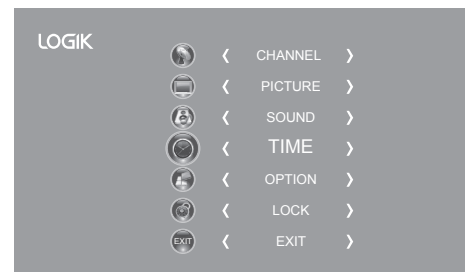 LOGIK
CHANNEL
PICTURE
SOUND
TIME
OPTION
LOCK
EXIT EXIT